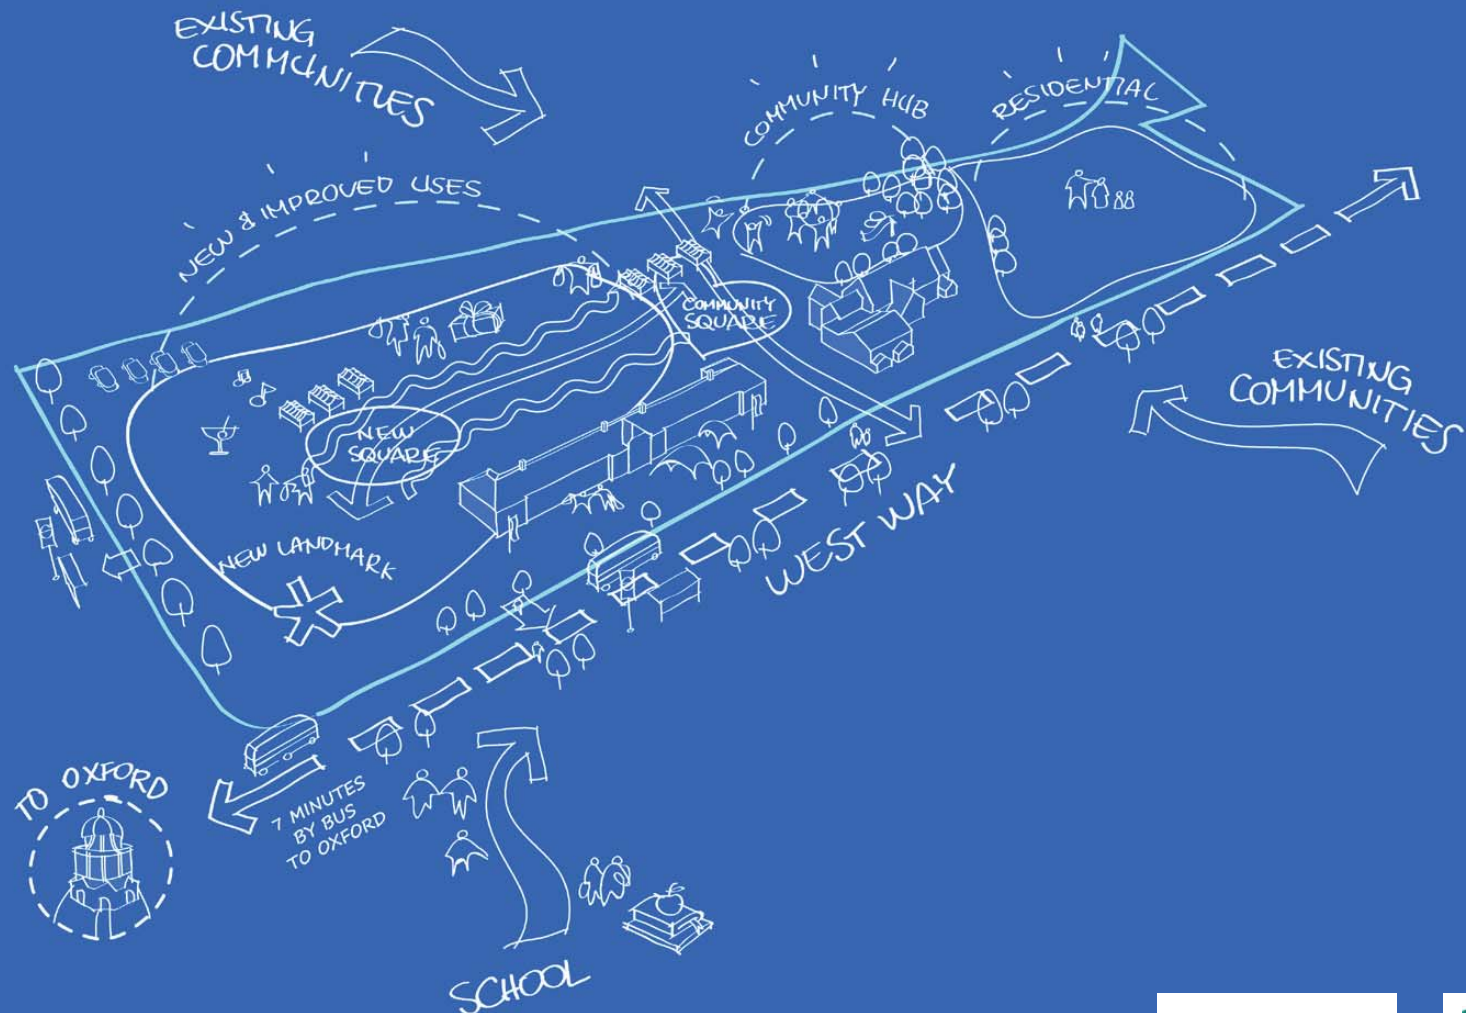 EXISTING
COMMUNITIES
COMMUNITY HUB
RESIDENTIAL
NEW & IMPROVED USES
COMMUNITY
SQUARE
EXISTING
COMMUNITIES
NEW
SQUARE
WEST WAY
NEW LANDMARK
TO OXFORD
7 MINUTES
BY BUS
TO OXFORD
SCHOOL